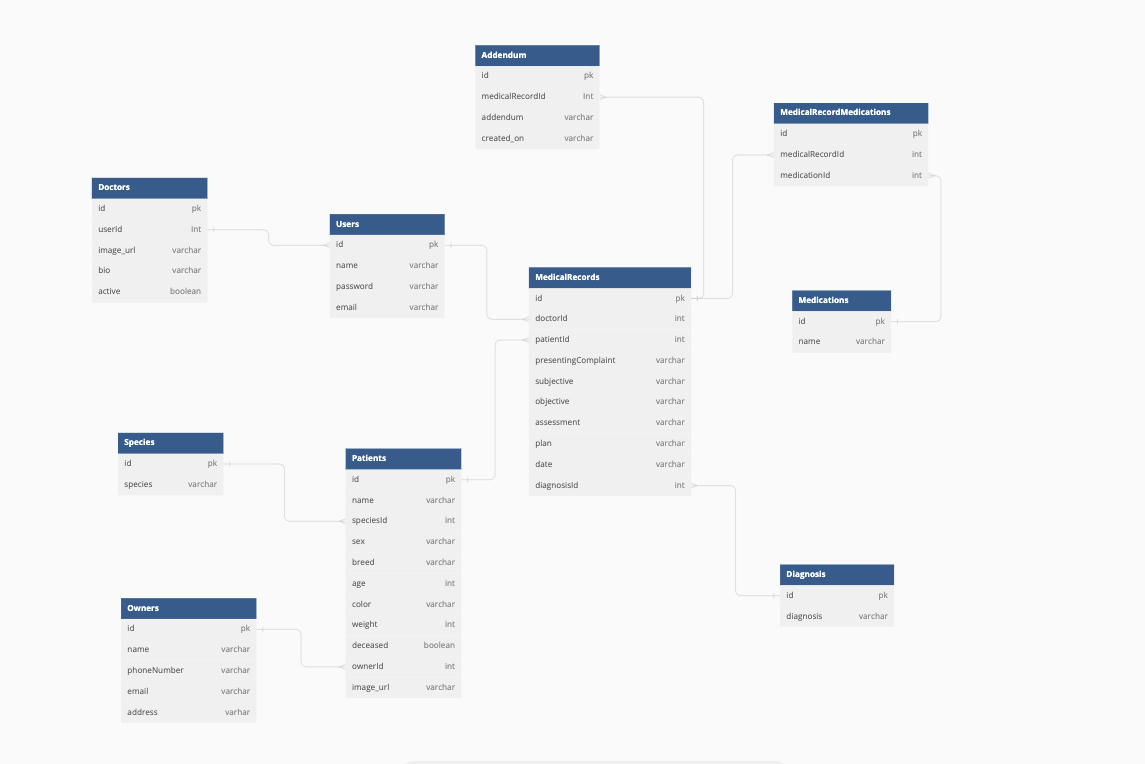 Addendum
id pk
medicalRecordId Int
addendum varchar
created_on varchar
MedicalRecordMedications
id pk
medicalRecordId int
medicationId int
Doctors
id pk
userId Int
image_url varchar
bio varchar
active boolean
Users
id pk
name varchar
password varchar
email varchar
MedicalRecords
id pk
doctorId int
patientId int
presentingComplaint varchar
subjective varchar
objective varchar
assessment varchar
plan varchar
date varchar
diagnosisId int
Medications
id pk
name varchar
Species
id pk
species varchar
Patients
id pk
name varchar
speciesId int
sex varchar
breed varchar
age int
color varchar
weight int
deceased boolean
ownerId int
image_url varchar
Diagnosis
id pk
diagnosis varchar
Owners
id pk
name varchar
phoneNumber varchar
email varchar
address varhar